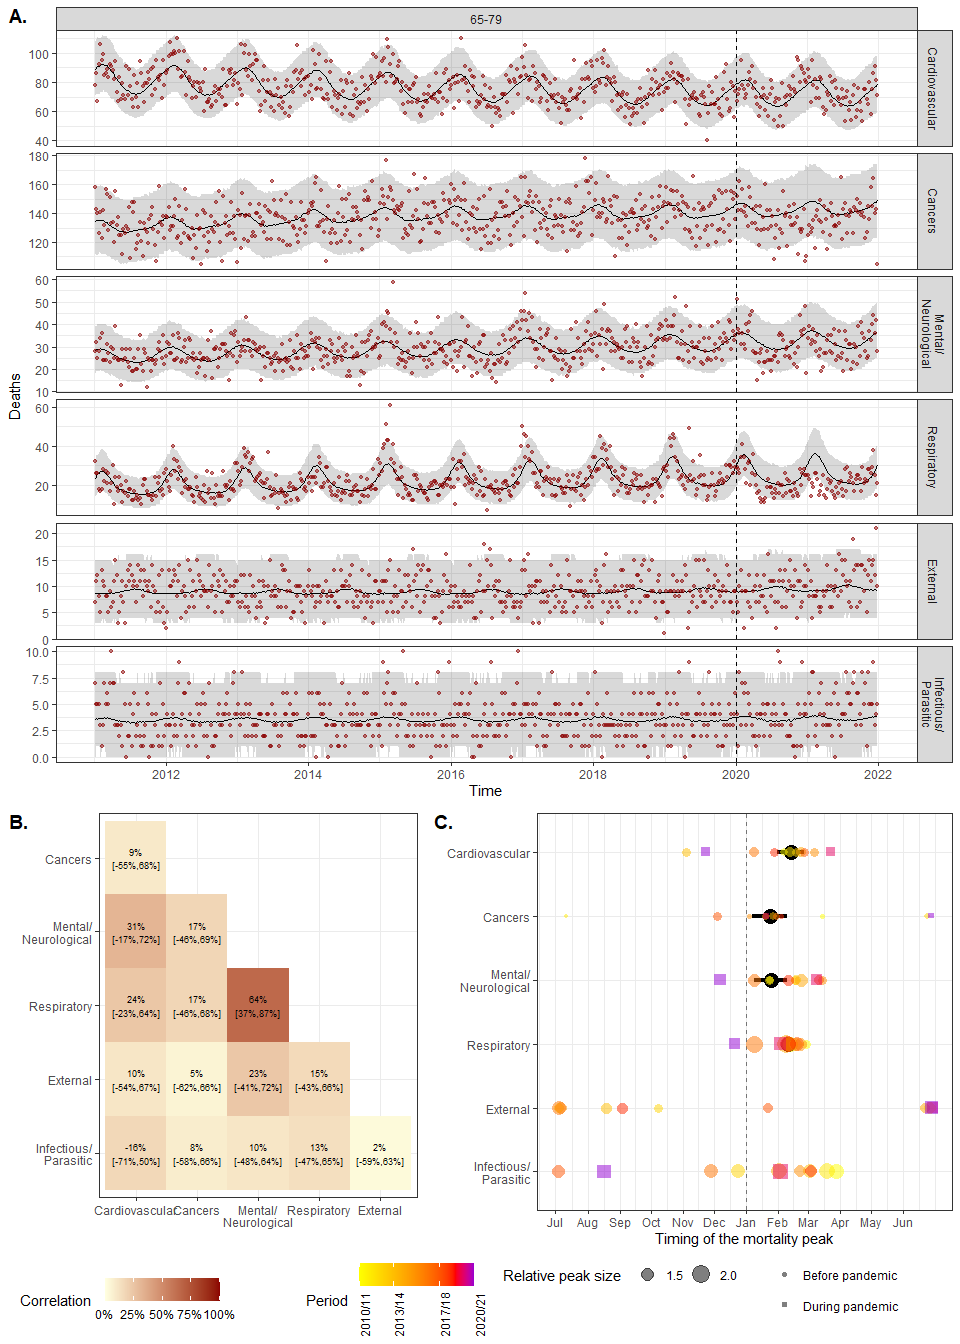 A.
65-79
100
80
60
40
Cardiovascular
180
160
140
120
Cancers
60
50
40
30
20
10
Mental/
Neurological
60
40
20
Respiratory
20
15
10
5
0
External
10.0
7.5
5.0
2.5
0.0
Infectious/
Parasitic
Deaths
2012 2014 2016 2018 2020 2022
Time
B.
Cancers
9%
[-55%,68%]
Mental/
Neurological
31% 17%
[-17%,72%] [-46%,69%]
Respiratory
24% 17% 64%
[-23%,64%] [-46%,68%] [37%,87%]
External
10% 5% 23% 15%
[-54%,67%] [-62%,66%] [-41%,72%] [-43%,66%]
Infectious/
Parasitic
-16% 8% 10% 13% 2%
[-71%,50%] [-58%,66%] [-48%,64%] [-47%,65%] [-59%,63%]
Cardiovascular Cancers Mental/ Respiratory External
Neurological
C.
Cardiovascular
Cancers
Mental/
Neurological
Respiratory
External
Infectious/
Parasitic
Jul Aug Sep Oct Nov Dec Jan Feb Mar Apr May Jun
Timing of the mortality peak
Correlation
0% 25% 50% 75% 100%
Period
2010/11
2013/14
2017/18
2020/21
Relative peak size 1.5 2.0
Before pandemic
During pandemic